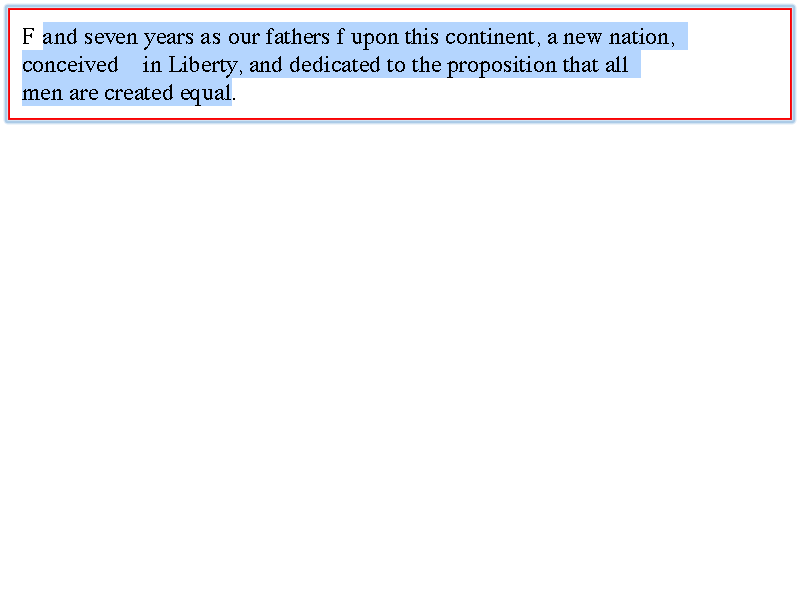 F and seven years as our fathers f upon this continent, a new nation,
conceived    in Liberty, and dedicated to the proposition that all
men are created equal.